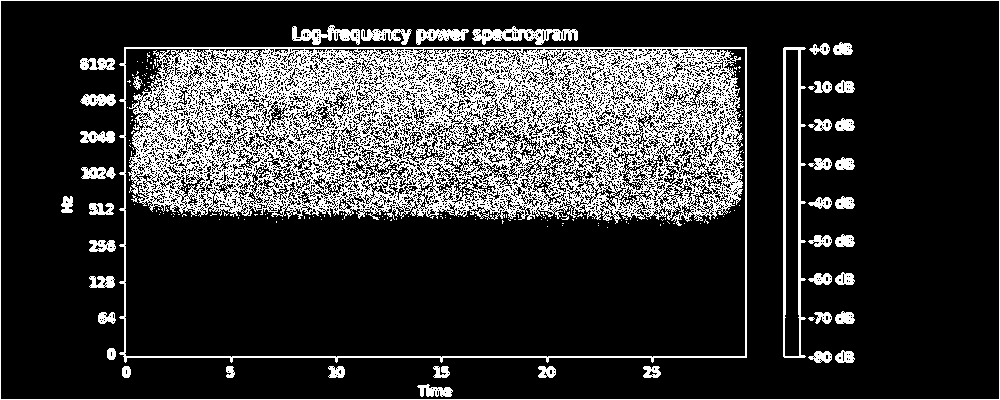 Log-frequency power spectrogram
8192
4096
2048
1024
512
256
128
64
0
Hz
0 5 10 15 20 25
Time
+0 dB
-10 dB
-20 dB
-30 dB
-40 dB
-50 dB
-60 dB
-70 dB
-80 dB